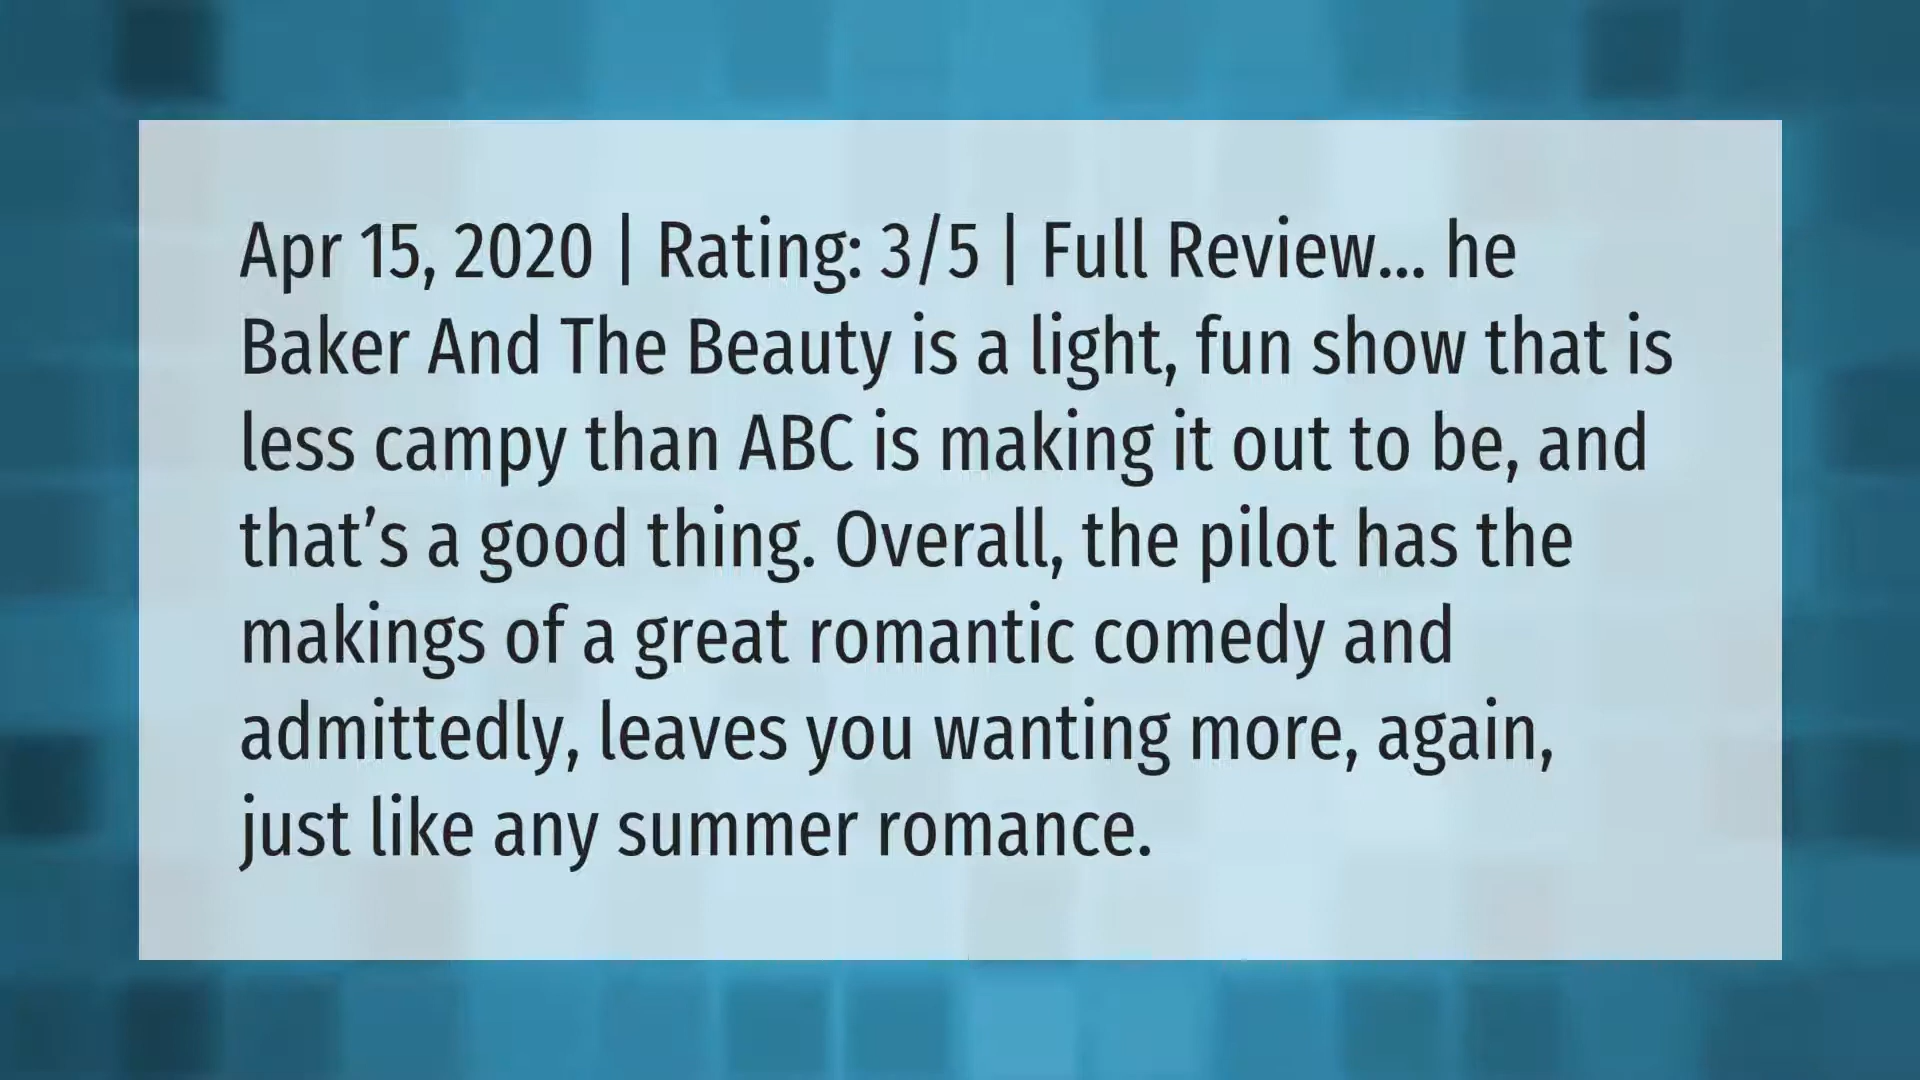 Apr 15, 2020 | Rating: 3/5 | Full Review... he
Baker And The Beauty is a light, fun show that is
less campy than ABC is making it out to be, and
that’s a good thing. Overall, the pilot has the
makings of a great romantic comedy and
admittedly, leaves you wanting more, again,
just like any summer romance.